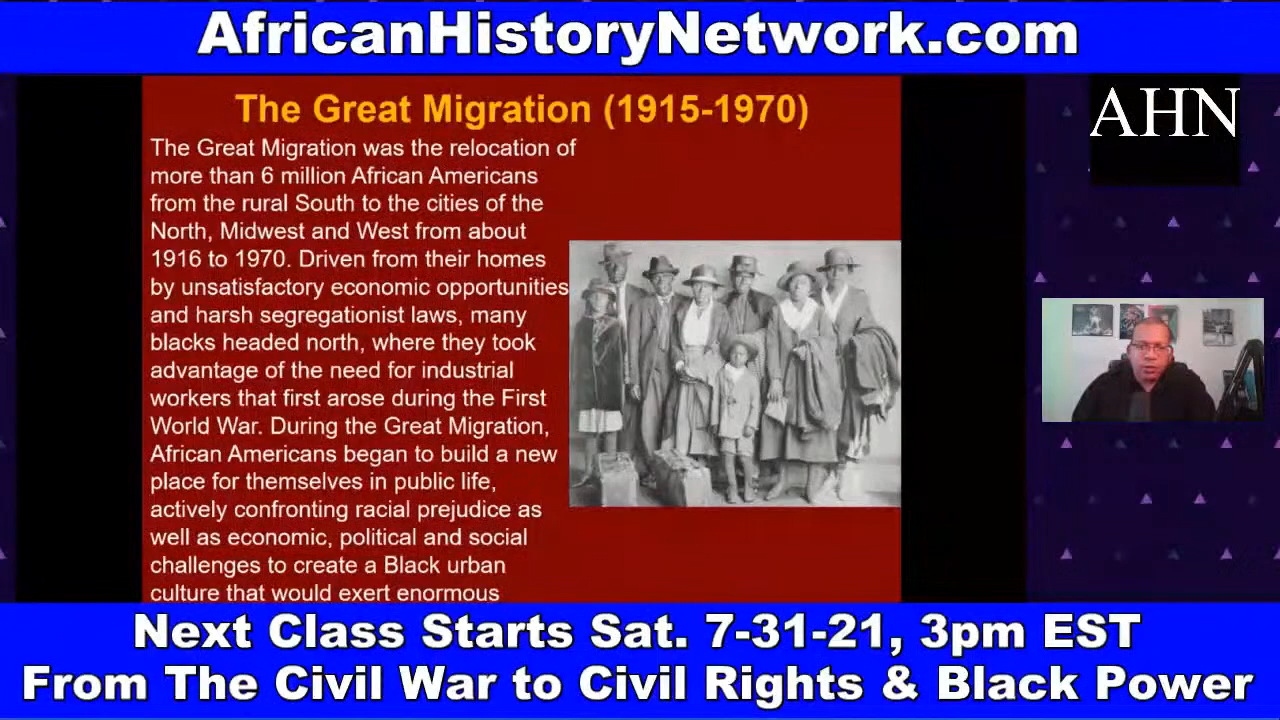 AfricanHistoryNetwork.com
AHN
The Great Migration (1915-1970)
The Great Migration was the relocation of
more than 6 million African Americans
from the rural South to the cities of the
North, Midwest and West from about
1916 to 1970. Driven from their homes
by unsatisfactory economic opportunities
and harsh segregationist laws, many
blacks headed north, where they took
advantage of the need for industrial
workers that first arose during the First
World War. During the Great Migration,
African Americans began to build a new
place for themselves in public life,
actively confronting racial prejudice as
well as economic, political and social
challenges to create a Black urban
culture that would exert enormous
Next Class Starts Sat. 7-31-21, 3pm EST
From The Civil War to Civil Rights & Black Power